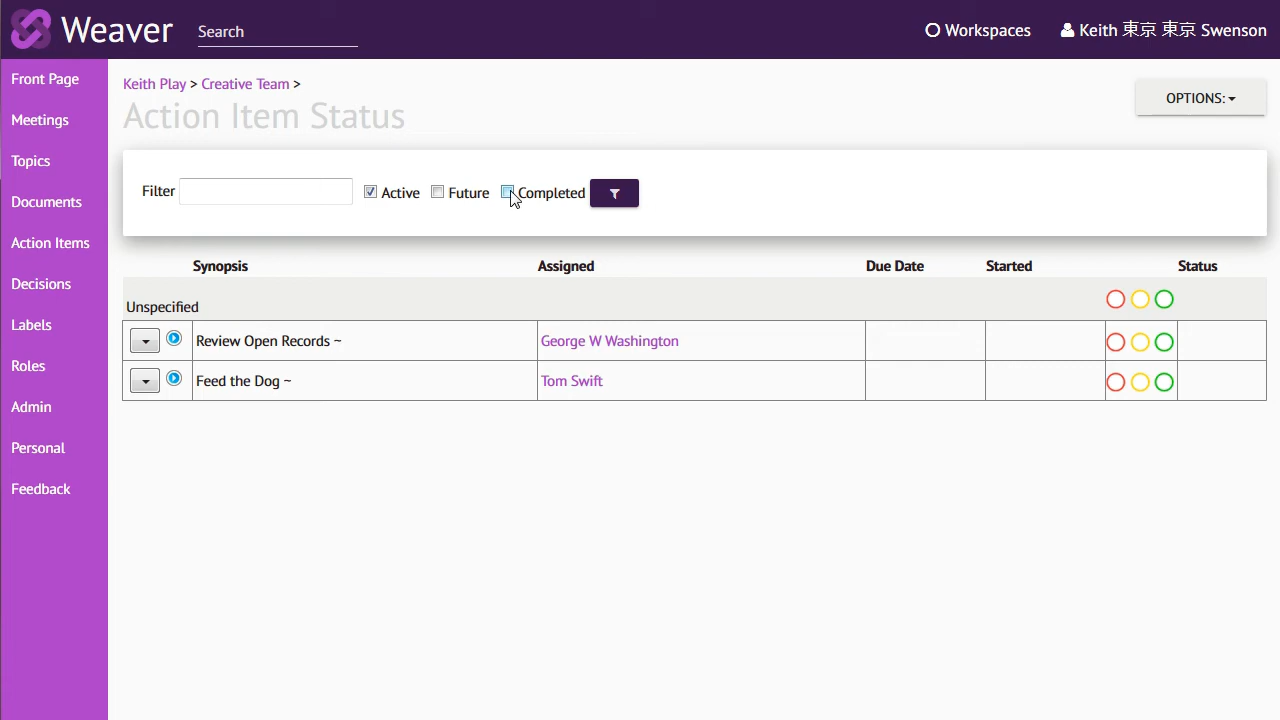 Weaver Search Workspaces Keith 東京 東京 Swenson
Front Page
Meetings
Topics
Documents
Action Items
Decisions
Labels
Roles
Admin
Personal
Feedback
Keith Play > Creative Team >
Action Item Status
OPTIONS:
Filter Active Future Completed
Synopsis Assigned Due Date Started Status
Unspecified
Review Open Records ~ George W Washington
Feed the Dog ~ Tom Swift